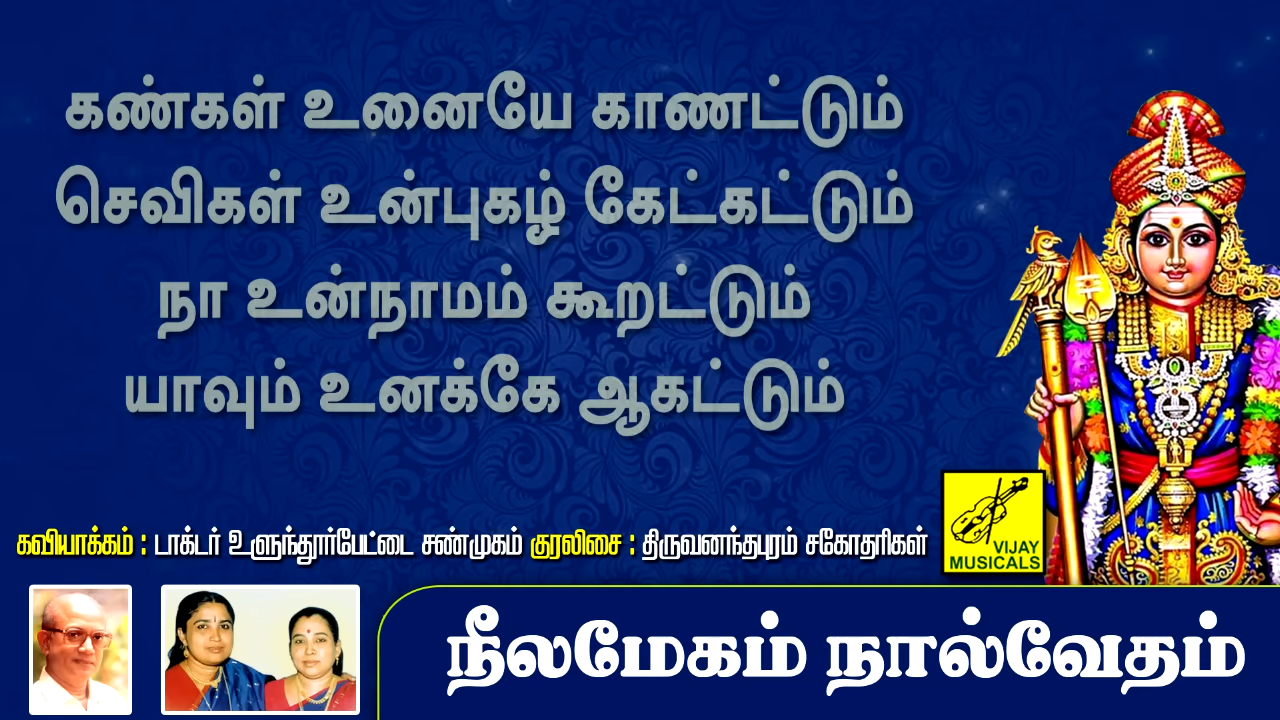 கண்கள் உனையே காணட்டும்
செவிகள் உன்புகழ் கேட்கட்டும்
நா உன்நாமம் கூறட்டும்
யாவும் உனக்கே ஆகட்டும்
கவியாக்கம் : டாக்டர் உளுந்தூர்பேட்டை சண்முகம் குரலிசை : திருவனந்தபுரம் சகோதரிகள்
VIJAY
MUSICALS
நீலமேகம் நால்வேதம்